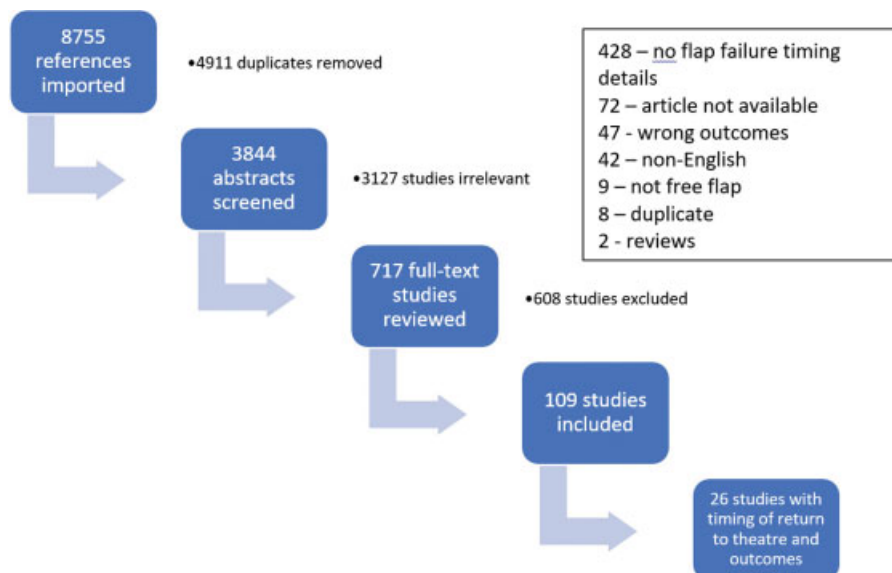 8755
references
imported
•4911 duplicates removed
3844
abstracts
screened
•3127 studies irrelevant
717 full-text
studies
reviewed
•608 studies excluded
109 studies
included
26 studies with
timing of return
to theatre and
outcomes
428 – no flap failure timing
details
72 – article not available
47 - wrong outcomes
42 – non-English
9 – not free flap
8 – duplicate
2 - reviews